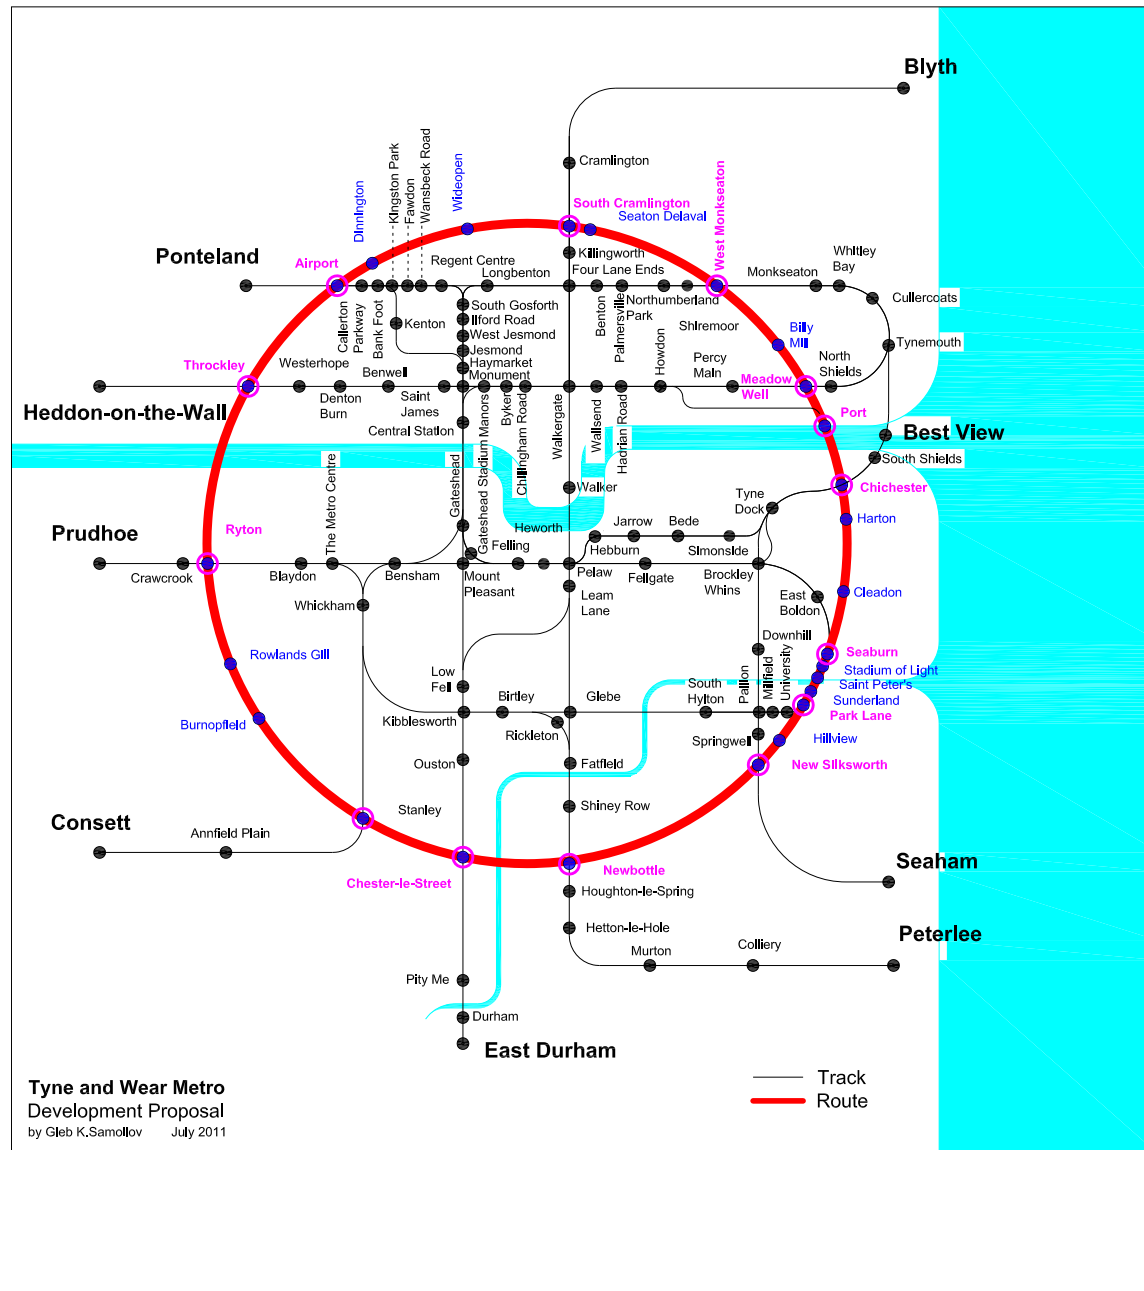 Blyth
Cramlington
Kingston Park
Fawdon
Wansbeck Road
Dinnington
Wideopen
South Cramlington
Seaton Delaval
West Monkseaton
Ponteland
Airport
Regent Centre
Longbenton
Killingworth
Four Lane Ends
Monkseaton
Whitley
Bay
Cullercoats
Callerton
Parkway
Bank Foot
Kenton
South Gosforth
Ilford Road
West Jesmond
Jesmond
Haymarket
Monument
Benton
Palmersville
Northumberland
Park
Shiremoor
Billy
Mill
Tynemouth
Throckley
Westerhope
Benwell
Denton
Burn
Saint
James
Howdon
Percy
Main
Meadow
Well
North
Shields
Heddon-on-the-Wall
Central Station
Manors
Byker
Chillingham Road
Walkergate
Wallsend
Hadrian Road
Port
Best View
South Shields
The Metro Centre
Gateshead
Gateshead Stadium
Walker
Tyne
Dock
Chichester
Harton
Prudhoe
Ryton
Crawcrook
Blaydon
Bensham
Whickham
Mount
Pleasant
Felling
Heworth
Pelaw
Hebburn
Jarrow
Bede
Simonside
Fellgate
Brockley
Whins
Leam
Lane
East
Boldon
Cleadon
Rowlands Gill
Low
Fell
Downhill
Seaburn
Stadium of Light
Saint Peter's
Sunderland
Park Lane
Burnopfield
Kibblesworth
Birtley
Rickleton
Glebe
South
Hylton
Pallion
Millfield
University
Springwell
Hillview
New Silksworth
Ouston
Fatfield
Shiney Row
Stanley
Consett
Annfield Plain
Chester-le-Street
Newbottle
Seaham
Houghton-le-Spring
Hetton-le-Hole
Murton
Colliery
Peterlee
Pity Me
Durham
East Durham
Tyne and Wear Metro
Development Proposal
by Gleb K.Samoilov July 2011
Track
Route